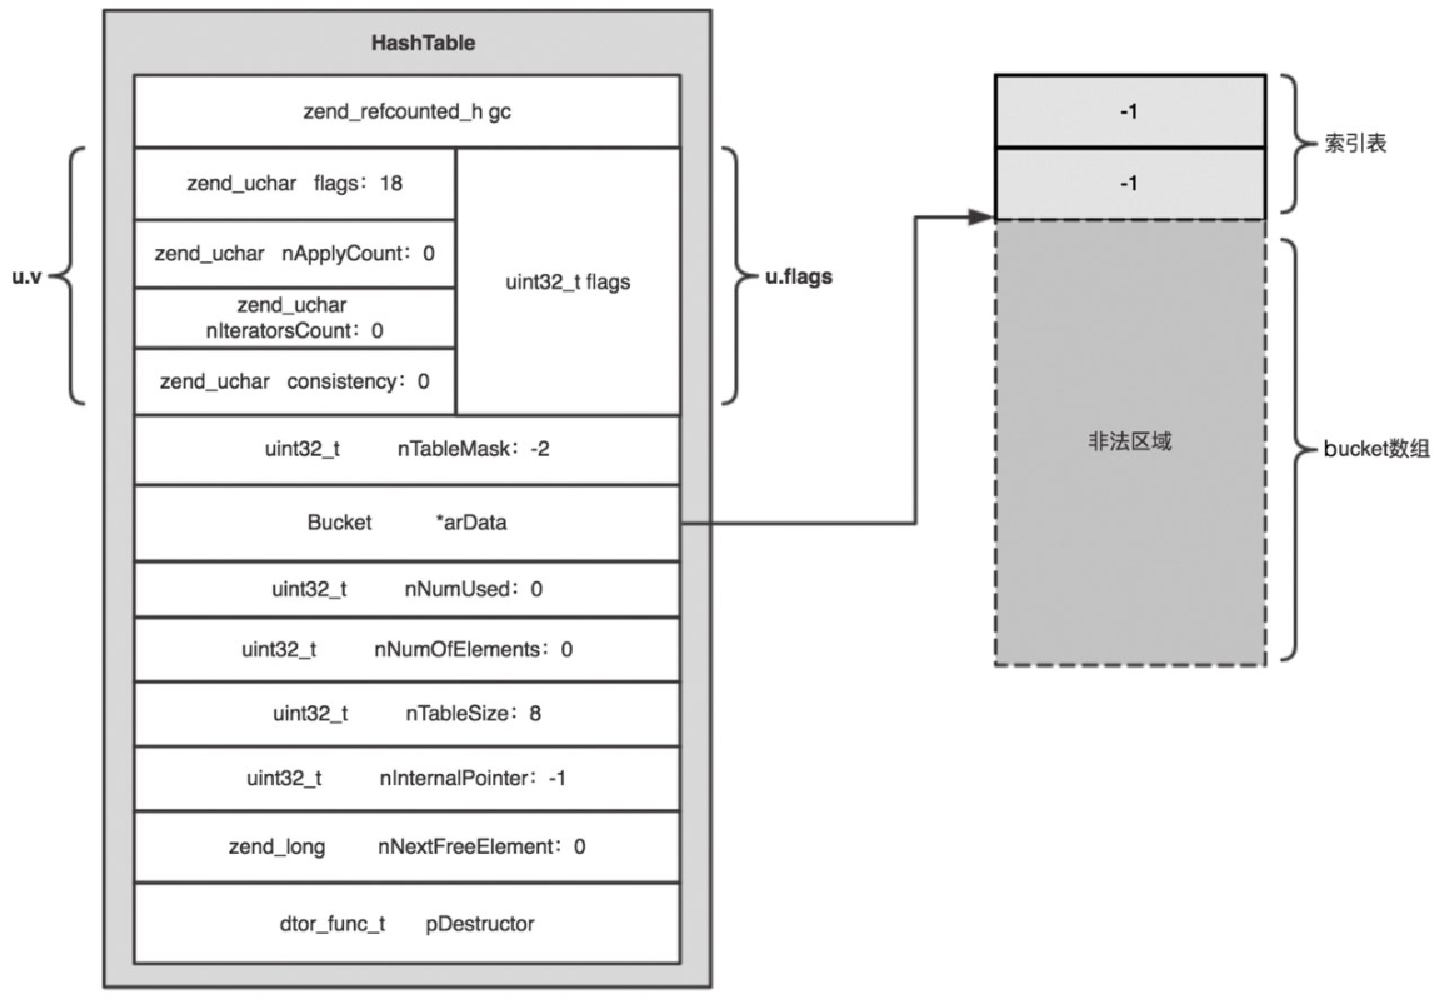 HashTable
zend_refcounted_h gc
zend_uchar flags：18
zend_uchar nApplyCount：0
zend_uchar
nIteratorsCount：0
zend_uchar consistency：0
uint32_t flags
u.v
u.flags
uint32_t nTableMask：-2
Bucket *arData
uint32_t nNumUsed：0
uint32_t nNumOfElements：0
uint32_t nTableSize：8
uint32_t nInternalPointer：-1
zend_long nNextFreeElement：0
dtor_func_t pDestructor
-1
-1
索引表
非法区域
bucket数组